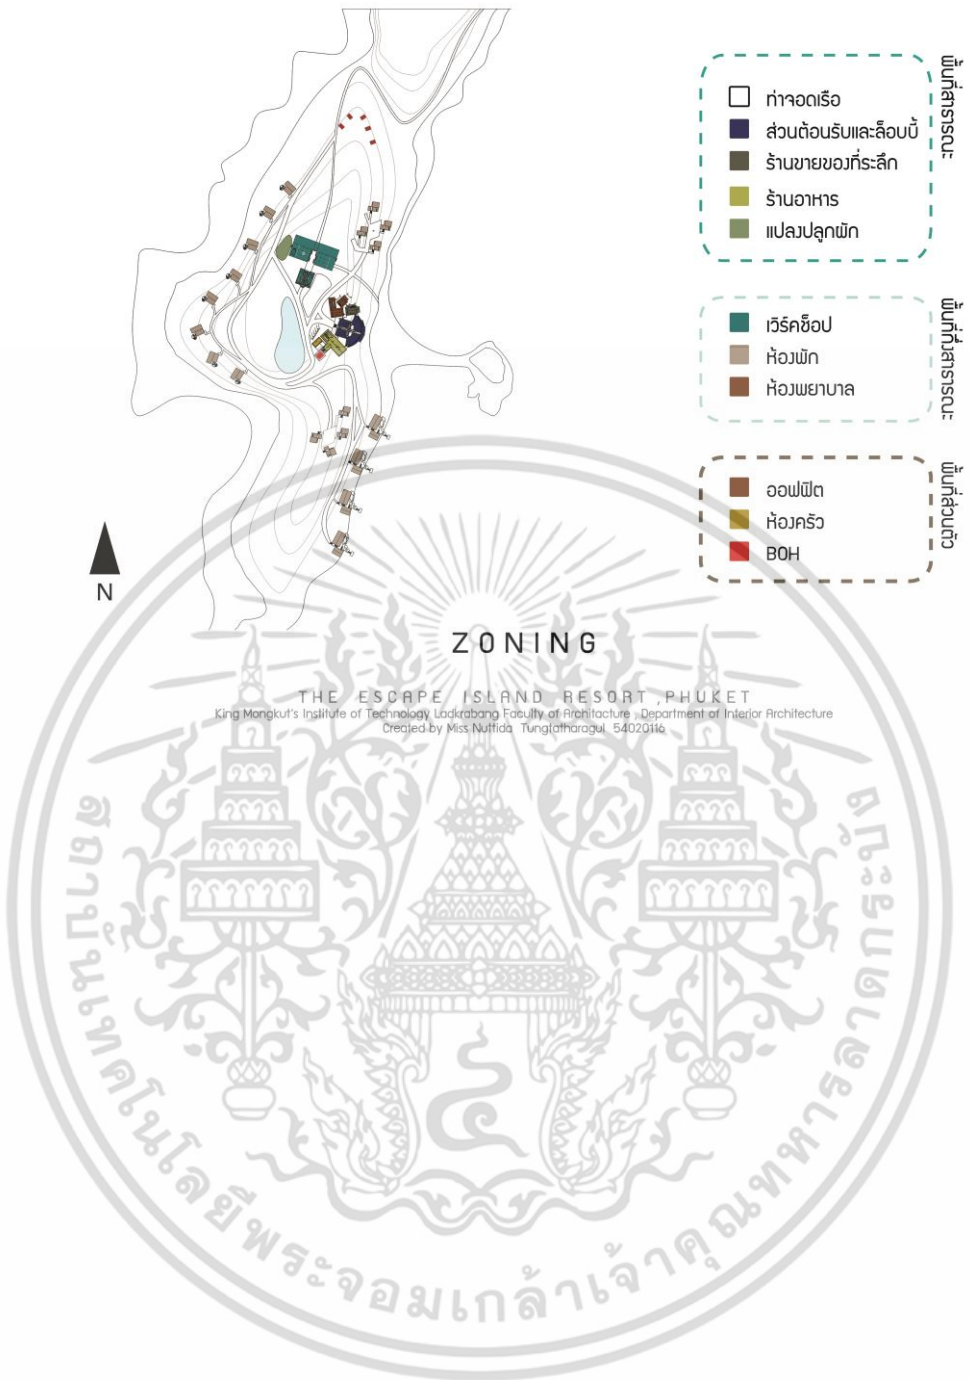 ท่าจอดเรือ
ส่วนต้อนรับและล็อบบี้
ร้านขายของที่ระลึก
ร้านอาหาร
แปลงปลูกผัก
พื้นที่สาธารณะ
เวิร์คช็อป
ห้องพัก
ห้องพยาบาล
พื้นที่กึ่งสาธารณะ
ออฟฟิต
ห้องครัว
BOH
พื้นที่ส่วนตัว
N
ZONING
THE ESCAPE ISLAND RESORT ,PHUKET
King Mongkut's Institute of Technology Ladkrabang Faculty of Architacture , Department of Interior Architecture
Created by Miss Nuttida Tungtatharagul 54020116
สถาบันเทคโนโลยีพระจอมเกล้าเจ้าคุณทหารลาดกระบัง